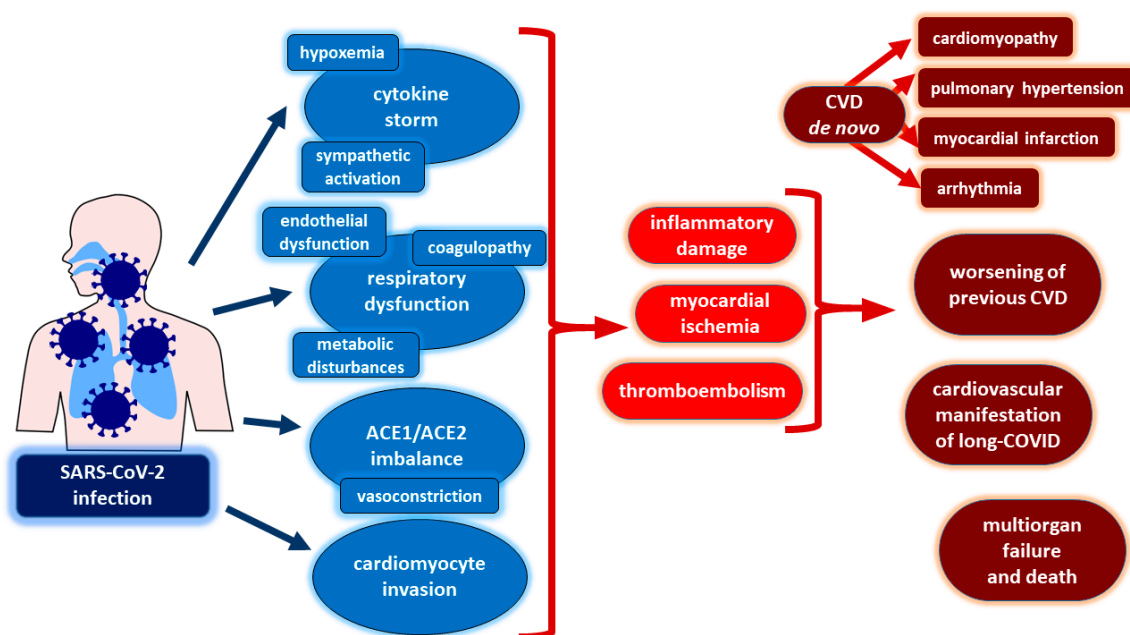 hypoxemia
cytokine
storm
sympathetic
activation
endothelial
dysfunction
coagulopathy
respiratory
dysfunction
metabolic
disturbances
ACE1/ACE2
imbalance
vasoconstriction
cardiomyocyte
invasion
SARS-CoV-2
infection
inflammatory
damage
myocardial
ischemia
thromboembolism
CVD
de novo
cardiomyopathy
pulmonary hypertension
myocardial infarction
arrhythmia
worsening of
previous CVD
cardiovascular
manifestation
of long-COVID
multiorgan
failure
and death